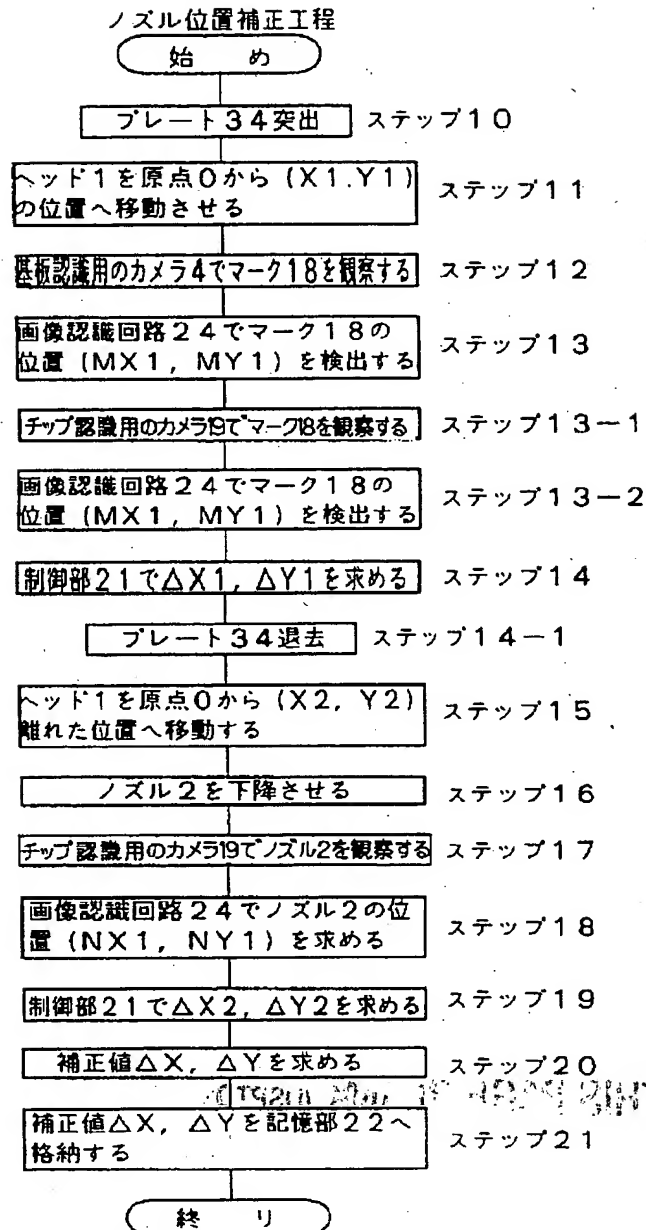 ノズル位置補正工程
始 め
プレート34突出 ステップ10
ヘッド1を原点0から(X1.Y1)
の位置へ移動させる
ステップ11
基板認識用のカメラ4でマーク18を観察する ステップ12
画像認識回路24でマーク18の
位置(MX1,MY1)を検出する
ステップ13
チップ認識用のカメラ19でマーク18を観察する ステップ13-1
画像認識回路24でマーク18の
位置(MX1,MY1)を検出する
ステップ13-2
制御部21で△X1,△Y1を求める ステップ14
プレート34退去 ステップ14-1
ヘッド1を原点0から(X2,Y2)
離れた位置へ移動する
ステップ15
ノズル2を下降させる ステップ16
チップ認識用のカメラ19でノズル2を観察する ステップ17
画像認識回路24でノズル2の位
置(NX1,NY1)を求める
ステップ18
制御部21で△X2,△Y2を求める ステップ19
補正値△X,△Yを求める ステップ20
補正値△X,△Yを記憶部22へ
格納する
ステップ21
終 り